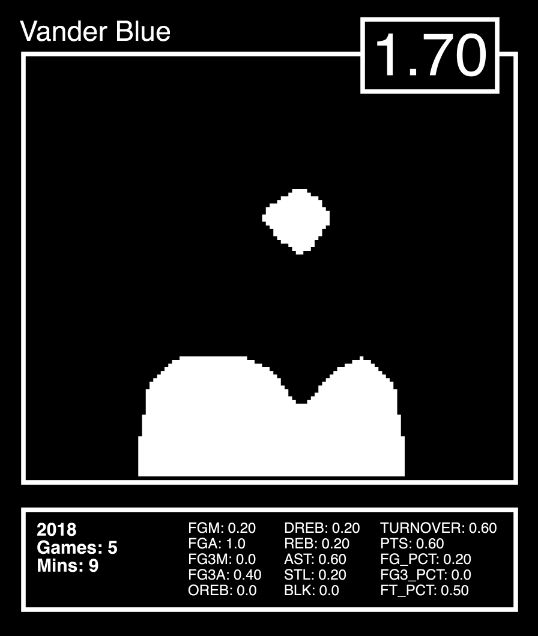 Vander Blue
1.70
2018
Games: 5
Mins: 9
FGM: 0.20
FGA: 1.0
FG3M: 0.0
FG3A: 0.40
OREB: 0.0
DREB: 0.20
REB: 0.20
AST: 0.60
STL: 0.20
BLK: 0.0
TURNOVER: 0.60
PTS: 0.60
FG_PCT: 0.20
FG3_PCT: 0.0
FT_PCT: 0.50